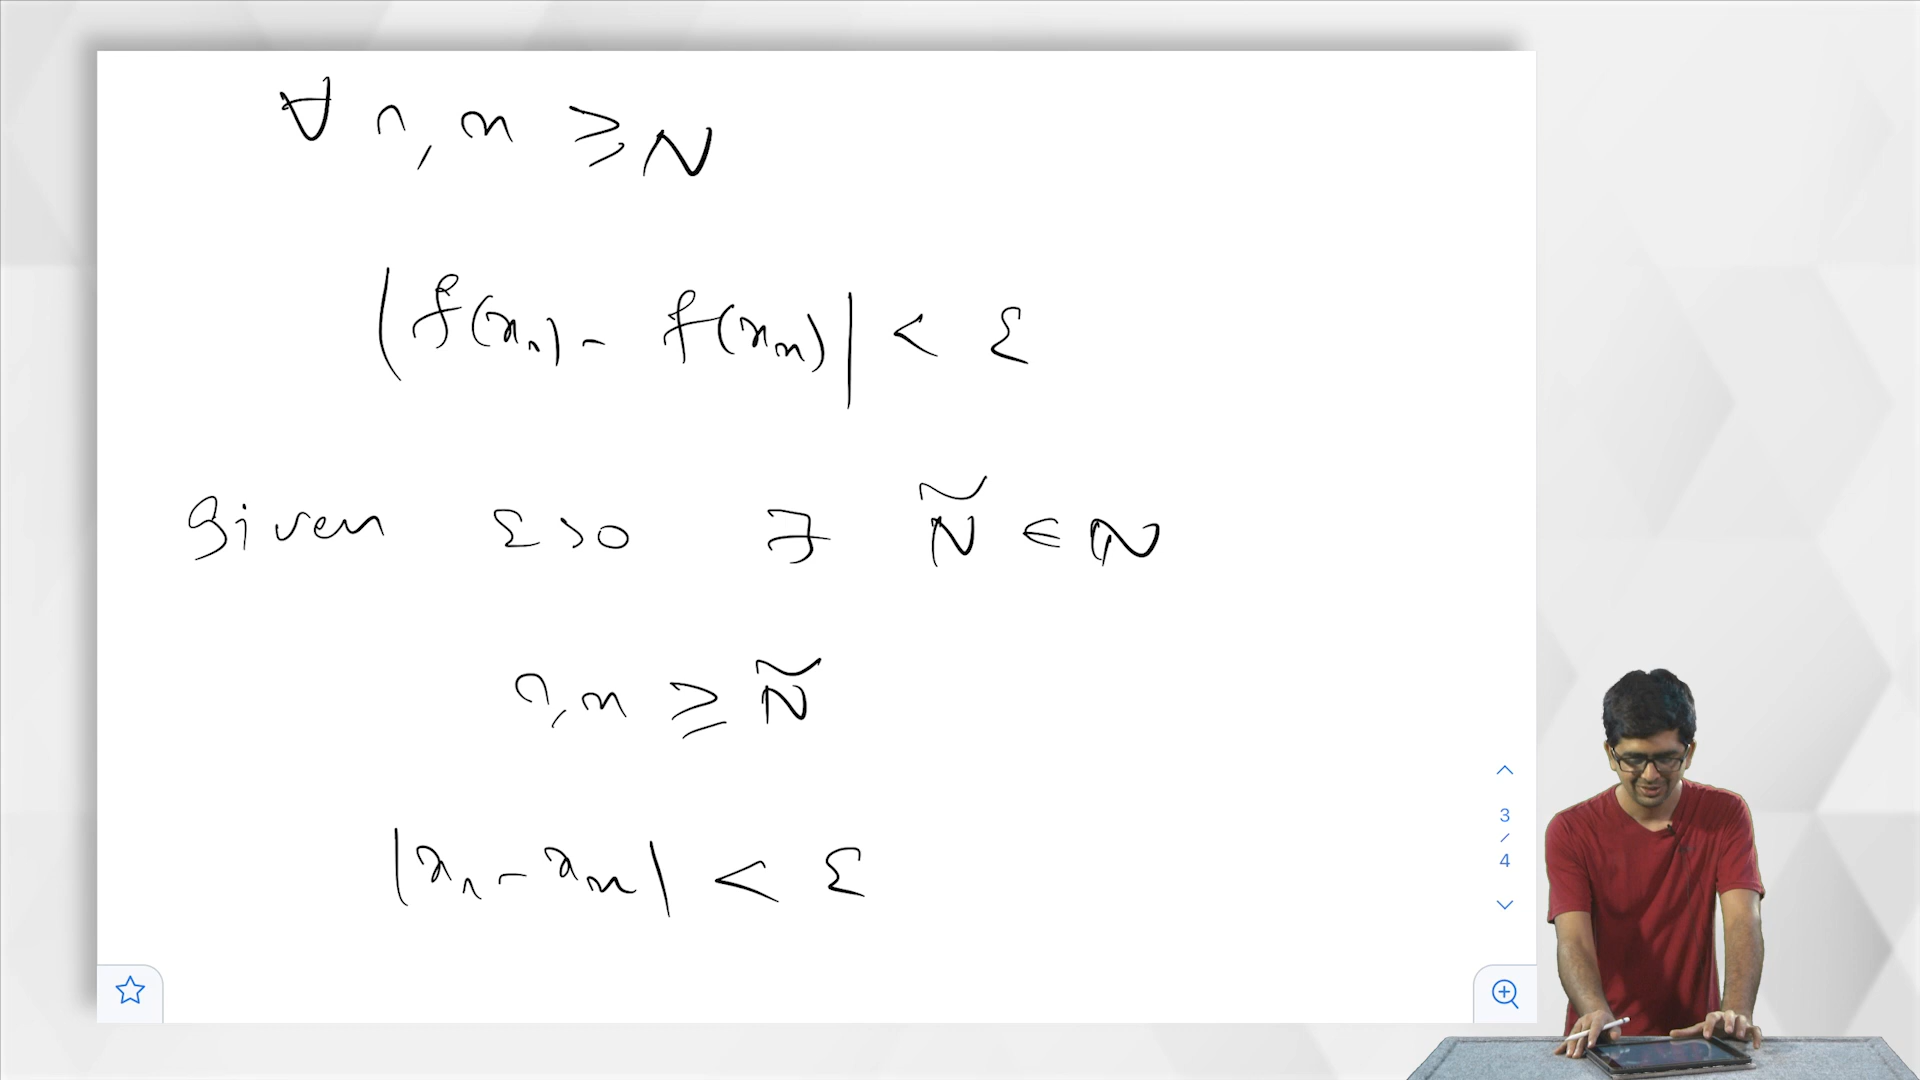 ∀ n, m ≥ N
|f(xₙ) - f(xₘ)| < ε
Given ε > 0 ∃ Ñ ∈ ℕ
n, m ≥ Ñ
|xₙ - xₘ| < ε
3
/
4